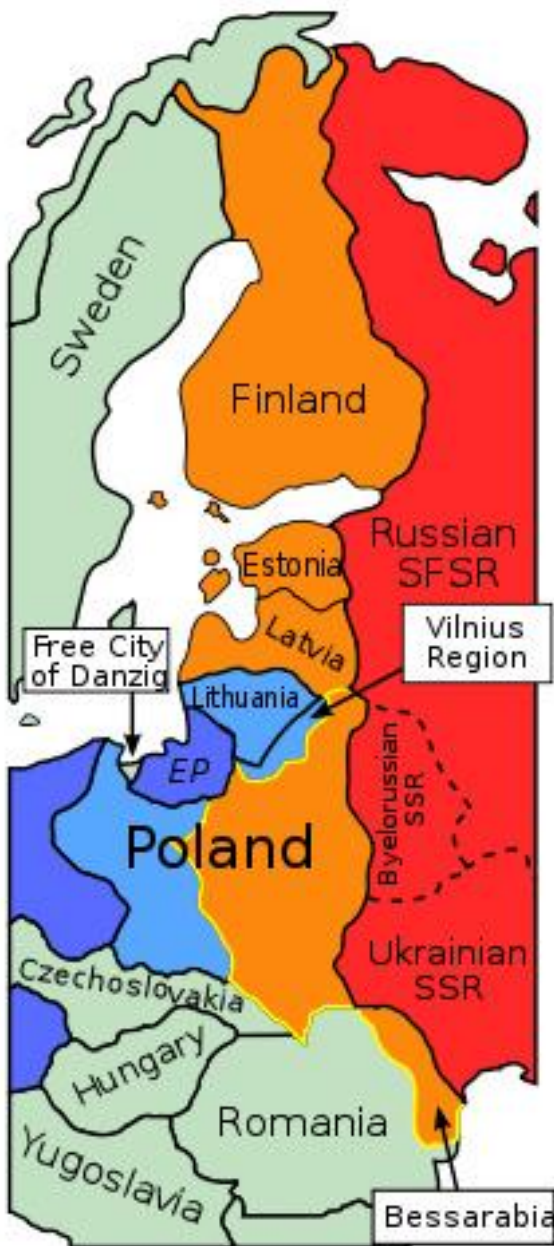 Sweden
Finland
Russian
SFSR
Estonia
Latvia
Vilnius
Region
Free City
of Danzig
Lithuania
EP
Byelorussian
SSR
Poland
Ukrainian
SSR
Czechoslovakia
Hungary
Romania
Yugoslavia
Bessarabia